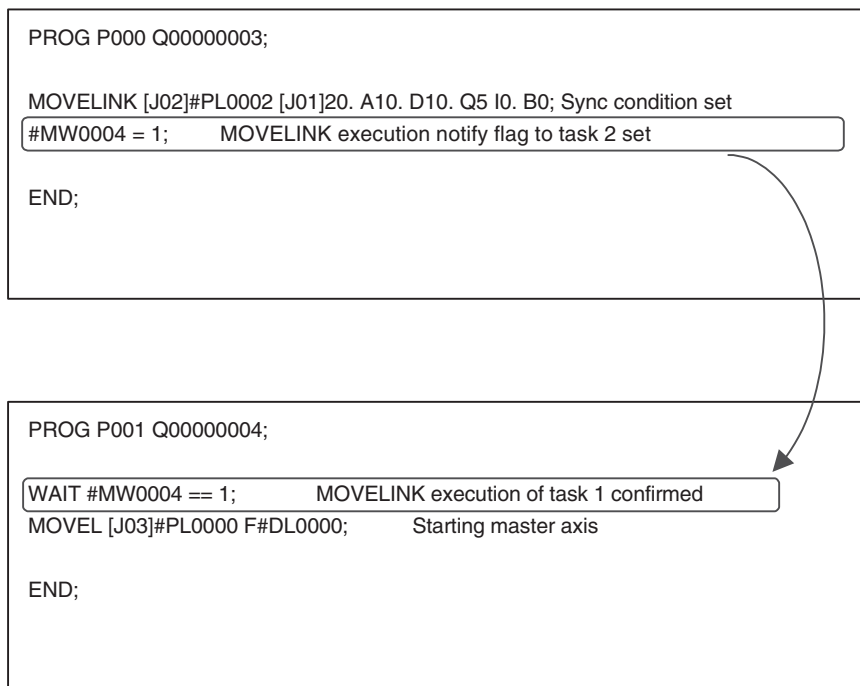 PROG P000 Q00000003;
MOVELINK [J02]#PL0002 [J01]20. A10. D10. Q5 I0. B0; Sync condition set
#MW0004 = 1; MOVELINK execution notify flag to task 2 set
END;
PROG P001 Q00000004;
WAIT #MW0004 == 1; MOVELINK execution of task 1 confirmed
MOVEL [J03]#PL0000 F#DL0000; Starting master axis
END;